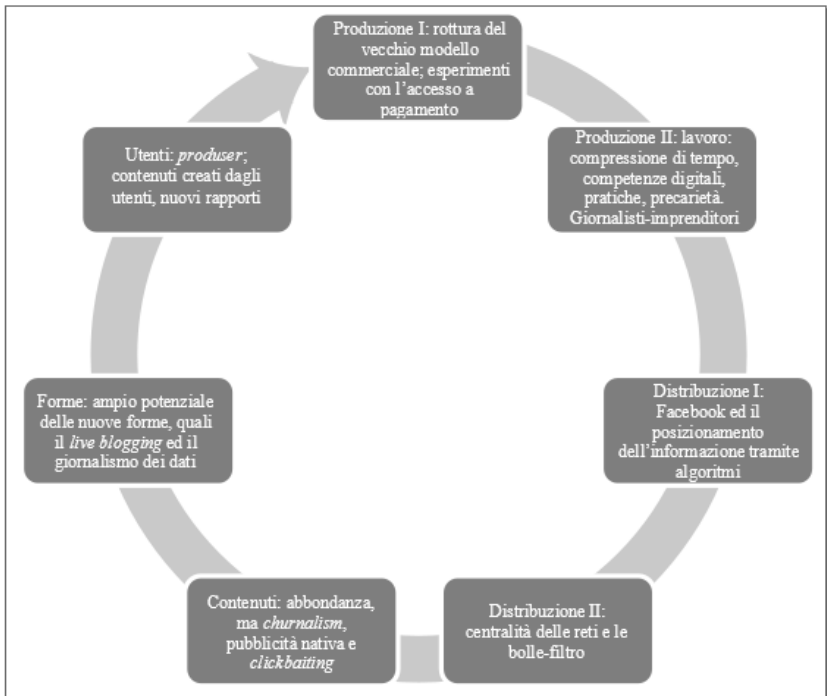 Produzione I: rottura del
vecchio modello
commerciale; esperimenti
con l'accesso a
pagamento
Produzione II: lavoro:
compressione di tempo,
competenze digitali,
pratiche, precarietà.
Giornalisti-imprenditori
Distribuzione I:
Facebook ed il
posizionamento
dell'informazione tramite
algoritmi
Distribuzione II:
centralità delle reti e le
bolle-filtro
Contenuti: abbondanza,
ma churnalism,
pubblicità nativa e
clickbaiting
Forme: ampio potenziale
delle nuove forme, quali
il live blogging ed il
giornalismo dei dati
Utenti: produser;
contenuti creati dagli
utenti, nuovi rapporti